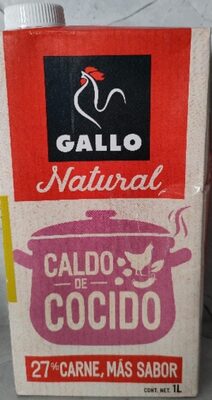 GALLO
Natural
CALDO
DE
COCIDO
27% CARNE, MÁS SABOR
CONT. NET. 1L